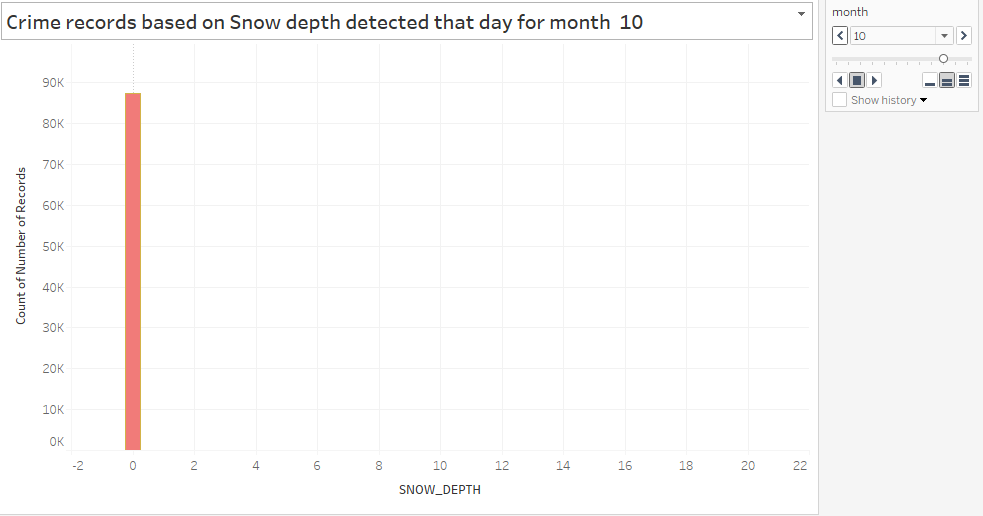 Crime records based on Snow depth detected that day for month 10
month
10
Show history
90K
80K
70K
60K
50K
40K
30K
20K
10K
0K
Count of Number of Records
-2 0 2 4 6 8 10 12 14 16 18 20 22
SNOW_DEPTH